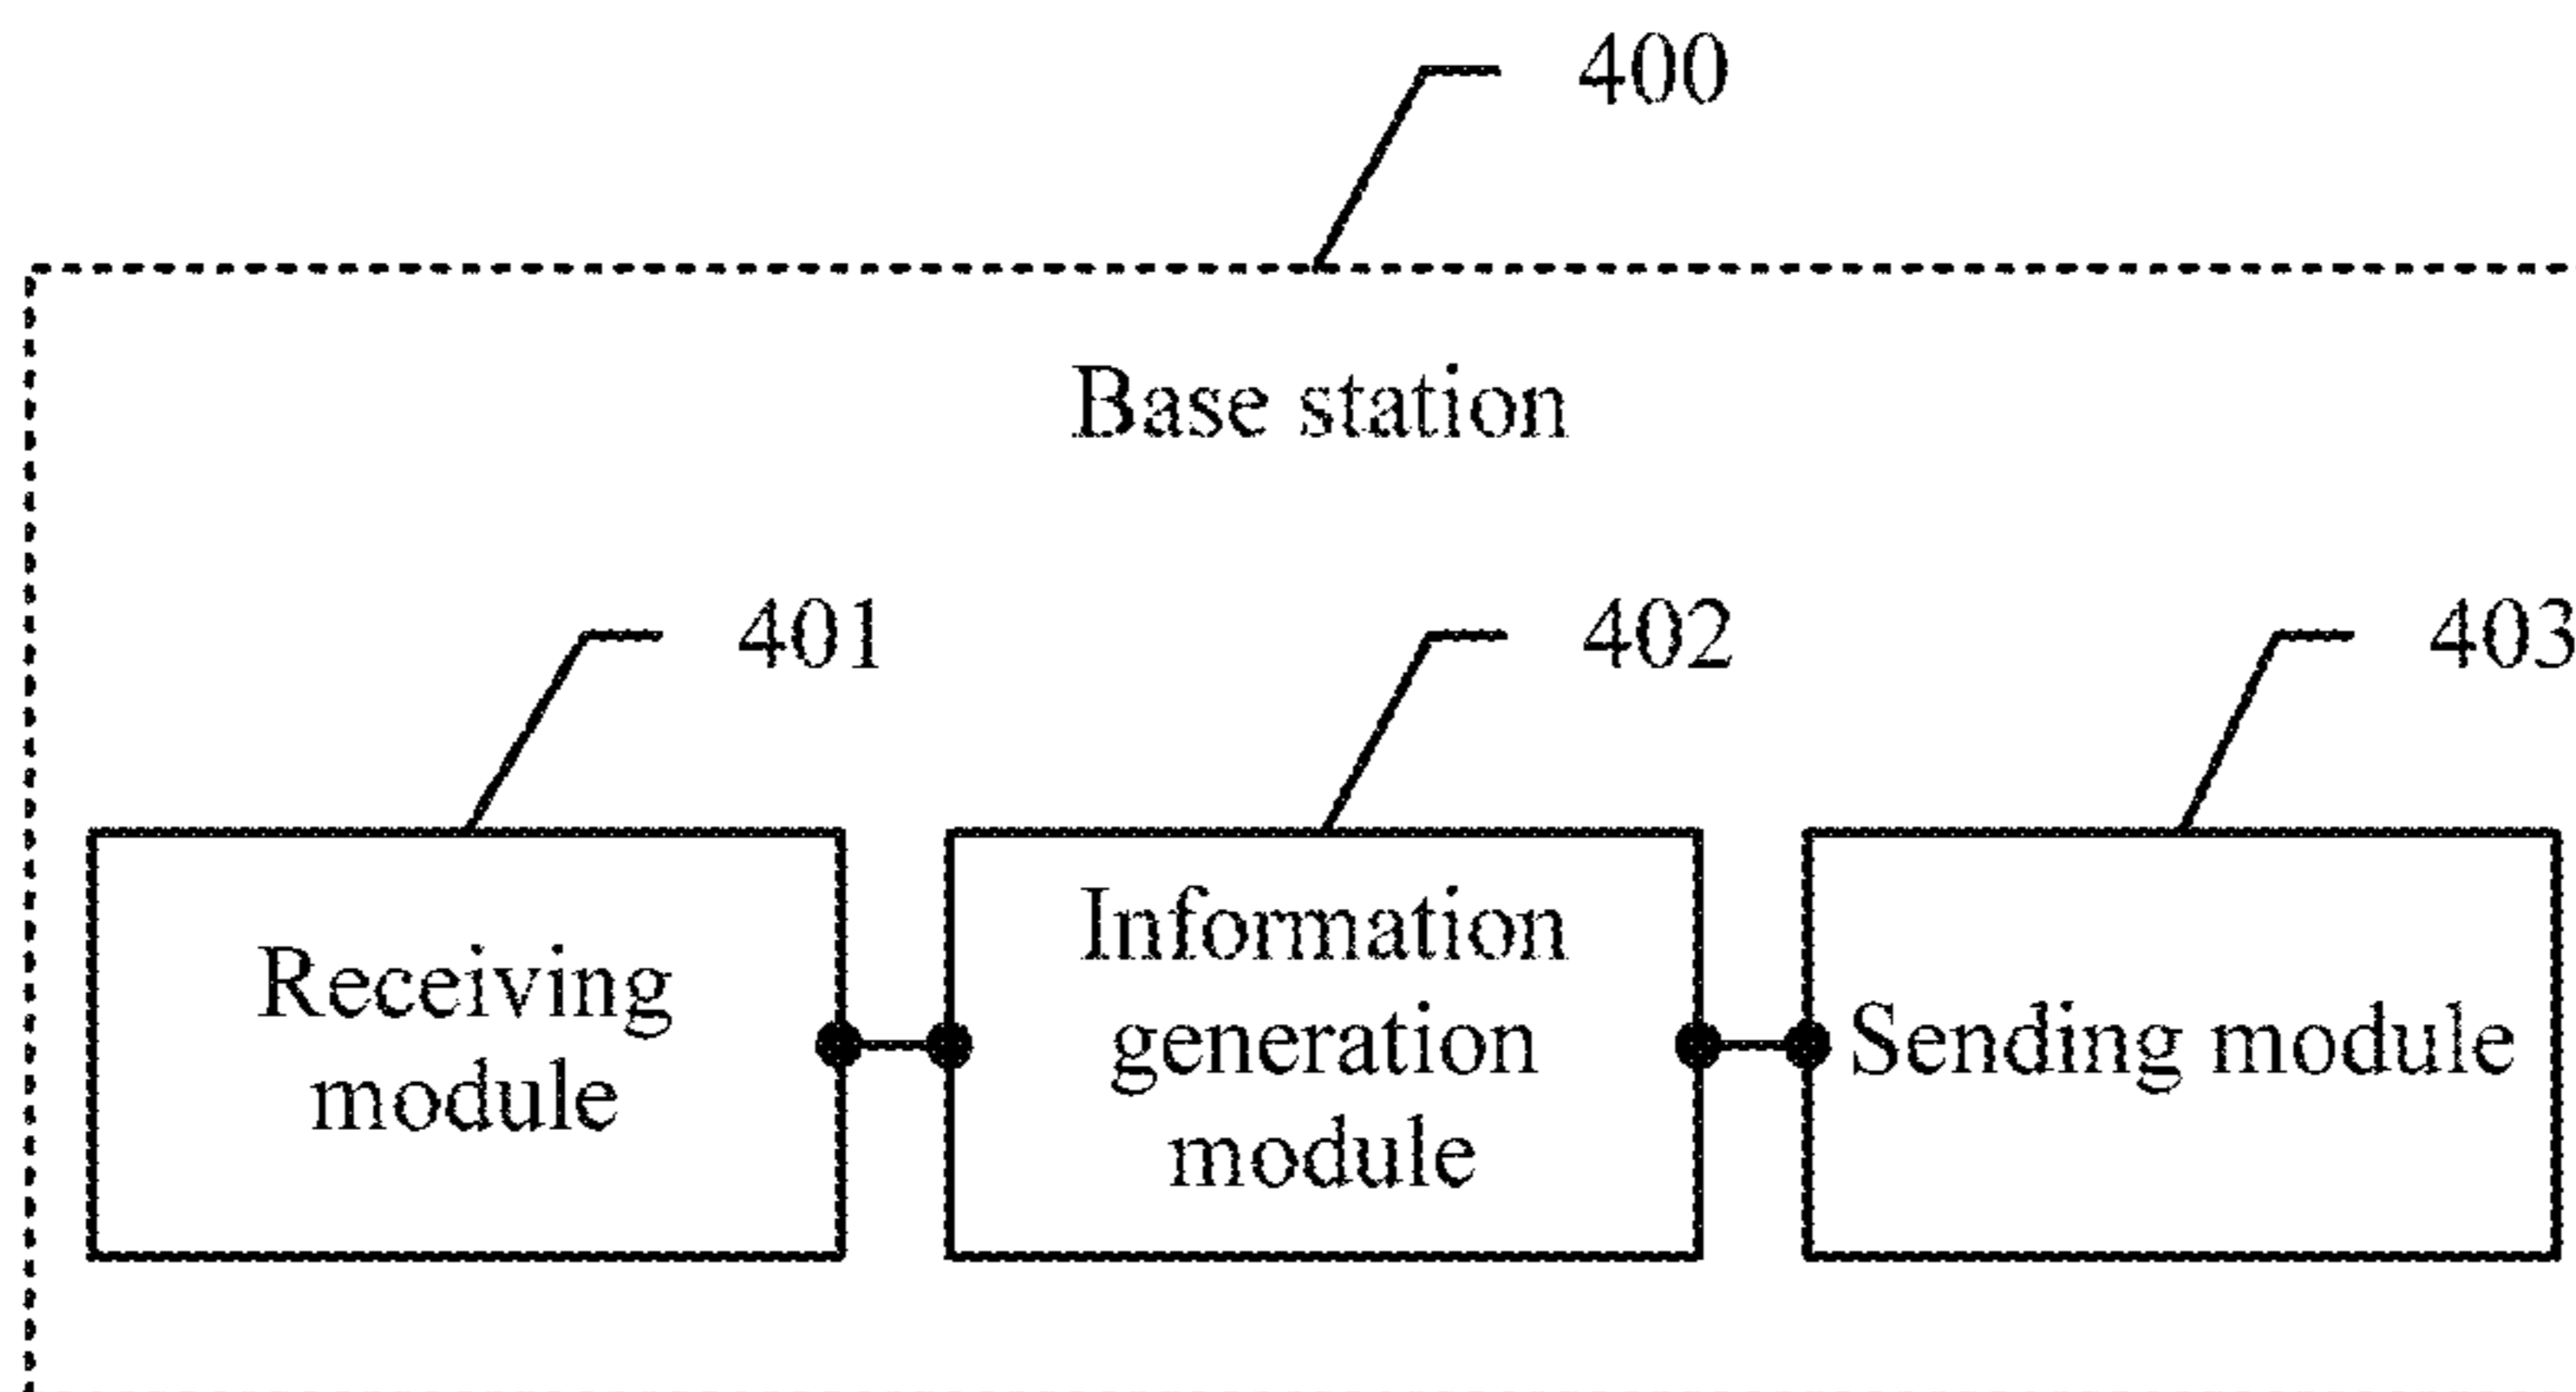 400
Base station
401
402
403
Receiving
module
Information
generation
module
Sending module